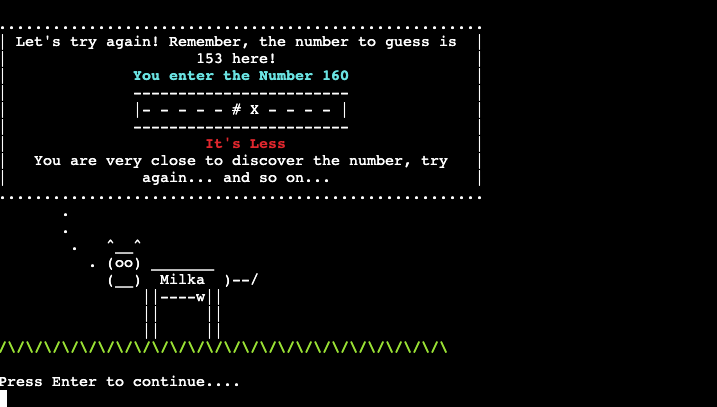 Let's try again! Remember, the number to guess is
153 here!
You enter the Number 160
------------------------
|- - - - - # X - - - - |
------------------------
It's Less
You are very close to discover the number, try
again... and so on...
^__^
(oo) _______
(__)  Milka  )--/
||----w||
||     ||
||     ||
/\/\/\/\/\/\/\/\/\/\/\/\/\/\/\/\/\/\/\/\/\/\/\/\/\
Press Enter to continue....